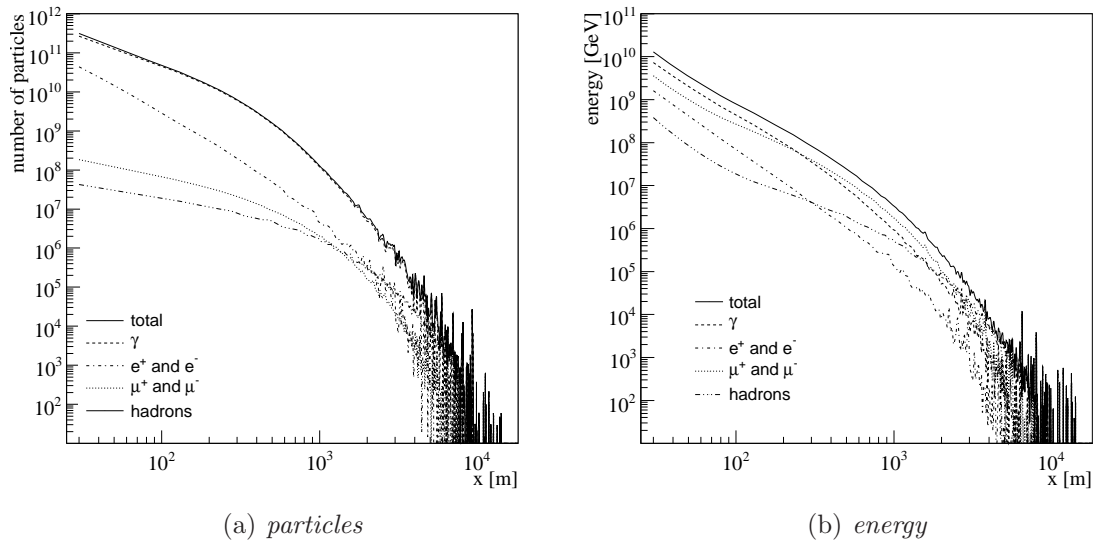 number of particles
10^12
10^11
10^10
10^9
10^8
10^7
10^6
10^5
10^4
10^3
10^2
total
γ
e+ and e-
μ+ and μ-
hadrons
10^2
10^3
10^4
x [m]
(a) particles
energy [GeV]
10^11
10^10
10^9
10^8
10^7
10^6
10^5
10^4
10^3
10^2
total
γ
e+ and e-
μ+ and μ-
hadrons
10^2
10^3
10^4
x [m]
(b) energy